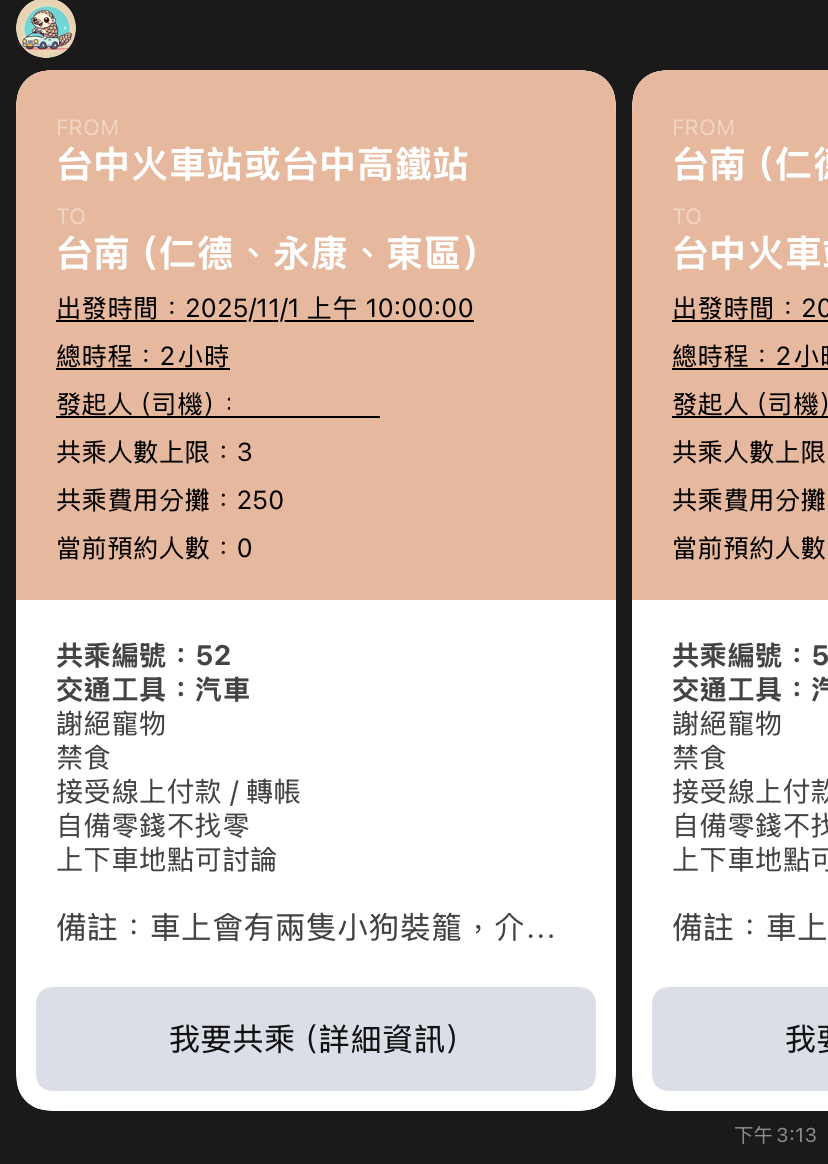 FROM
台中火車站或台中高鐵站
TO
台南（仁德、永康、東區）
出發時間：2025/11/1 上午 10:00:00
總時程：2小時
發起人（司機）：
共乘人數上限：3
共乘費用分攤：250
當前預約人數：0
共乘編號：52
交通工具：汽車
謝絕寵物
禁食
接受線上付款 / 轉帳
自備零錢不找零
上下車地點可討論
備註：車上會有兩隻小狗裝籠，介...
我要共乘（詳細資訊）
FROM
台南（仁
TO
台中火車
出發時間：20
總時程：2小
發起人（司機）
共乘人數上限
共乘費用分攤
當前預約人數
共乘編號：5
交通工具：
謝絕寵物
禁食
接受線上付
自備零錢不
上下車地點可
備註：車上
我
下午 3:13